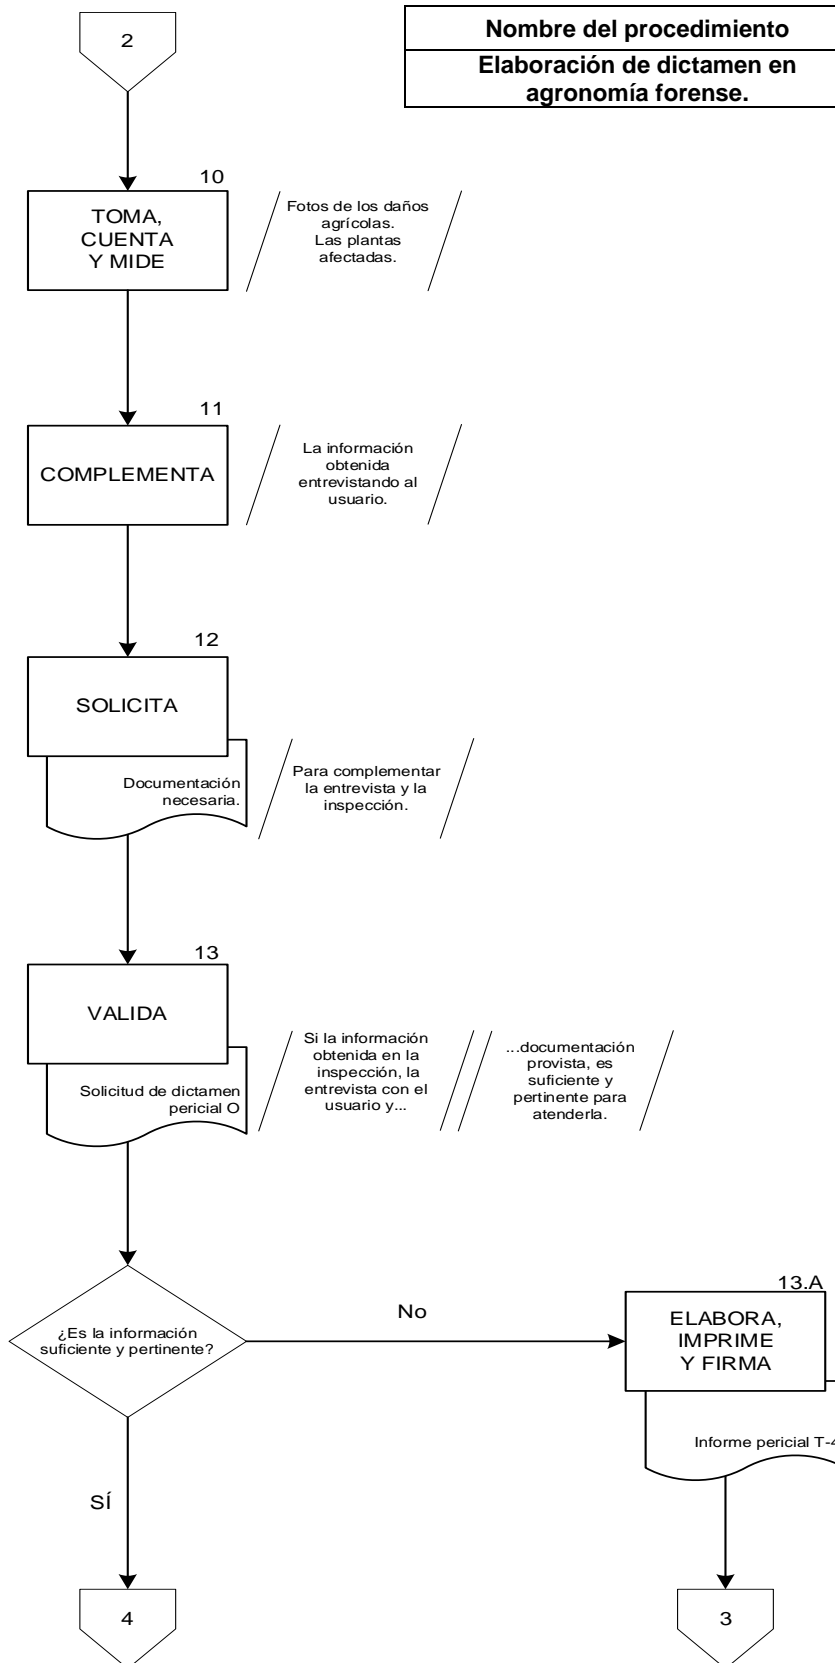 2
Nombre del procedimiento
Elaboración de dictamen en
agronomía forense.
10
TOMA,
CUENTA
Y MIDE
Fotos de los daños
agrícolas.
Las plantas
afectadas.
11
COMPLEMENTA
La información
obtenida
entrevistando al
usuario.
12
SOLICITA
Documentación
necesaria.
Para complementar
la entrevista y la
inspección.
13
VALIDA
Solicitud de dictamen
pericial O
Si la información
obtenida en la
inspección, la
entrevista con el
usuario y...
...documentación
provista, es
suficiente y
pertinente para
atenderla.
¿Es la información
suficiente y pertinente?
No
13.A
ELABORA,
IMPRIME
Y FIRMA
Informe pericial T-4
SÍ
4
3